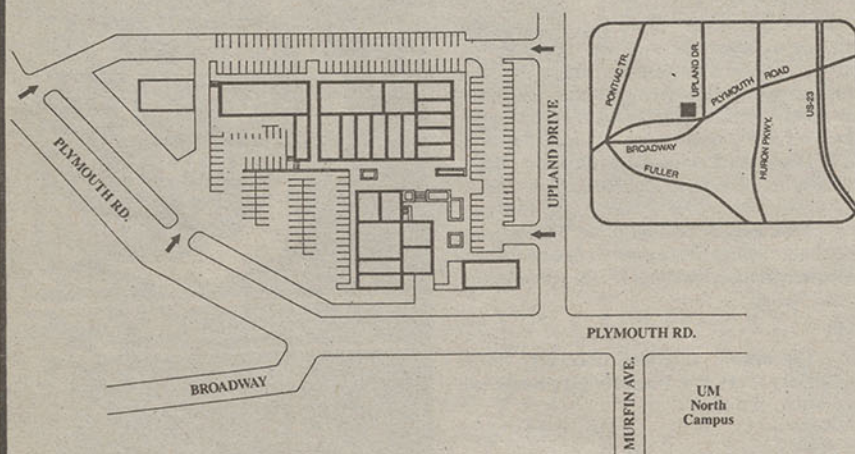 PLYMOUTH RD.
UPLAND DRIVE
BROADWAY
PLYMOUTH RD.
MURFIN AVE.
UM
North
Campus
PONTIAC TR.
UPLAND DR.
PLYMOUTH ROAD
US-23
BROADWAY
FULLER
HURON PKWY.